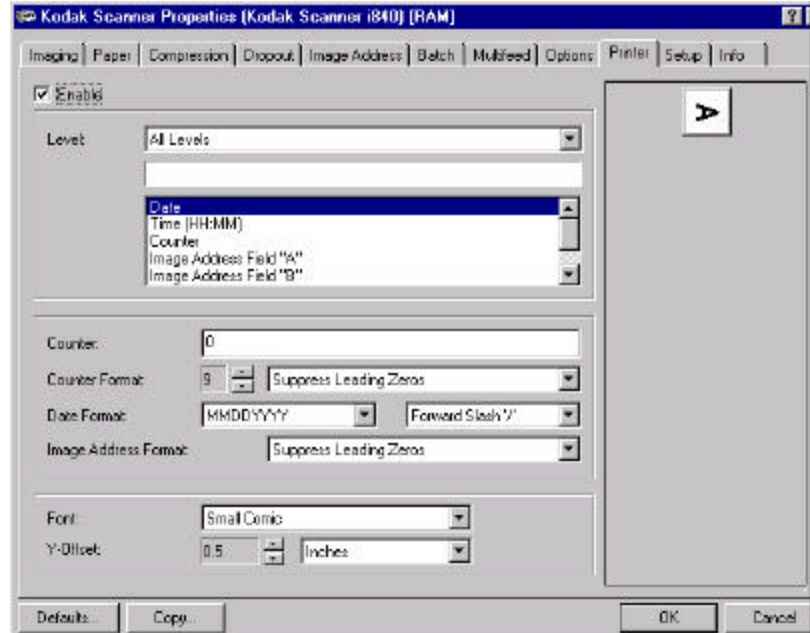 Kodak Scanner Properties (Kodak Scanner i840) [RAM]
Imaging Paper Compression Dropout Image Address Batch Multifeed Options Printer Setup Info
Enable
A
Level: All Levels
Date
Time (HH:MM)
Counter
Image Address Field "A"
Image Address Field "B"
Counter: 0
Counter Format: 9 Suppress Leading Zeros
Date Format: MMDDYYYY Forward Slash '/'
Image Address Format: Suppress Leading Zeros
Font: Small Comic
Y-Offset: 0.5 Inches
Defaults... Copy... OK Cancel